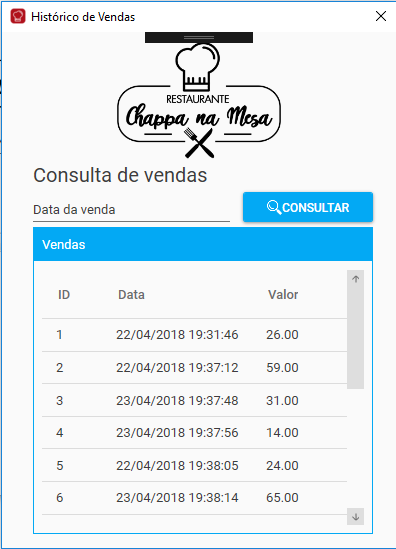 Histórico de Vendas
RESTAURANTE
Chappa na Mesa
Consulta de vendas
Data da venda
CONSULTAR
Vendas
ID Data Valor
1 22/04/2018 19:31:46 26.00
2 22/04/2018 19:37:12 59.00
3 23/04/2018 19:37:48 31.00
4 23/04/2018 19:37:56 14.00
5 22/04/2018 19:38:05 24.00
6 23/04/2018 19:38:14 65.00